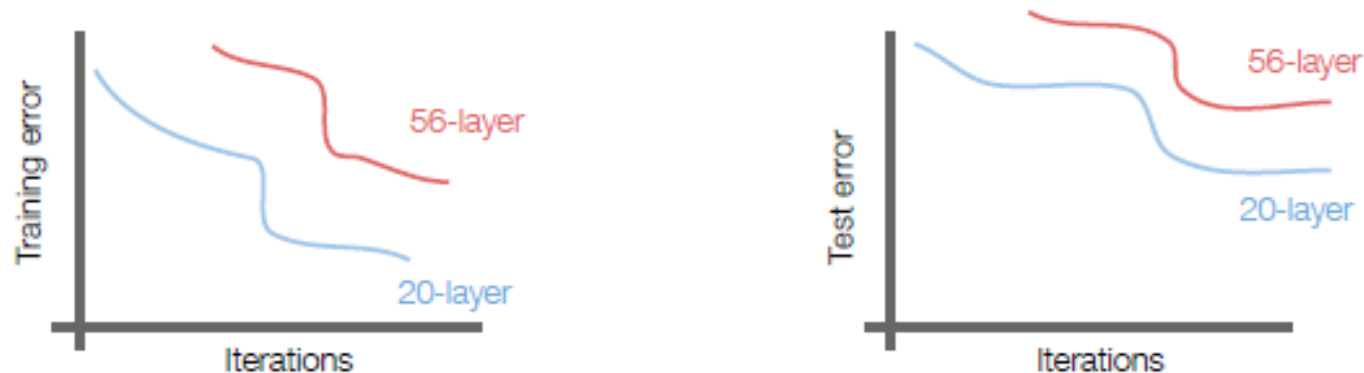 Training error
56-layer
20-layer
Iterations
Test error
56-layer
20-layer
Iterations